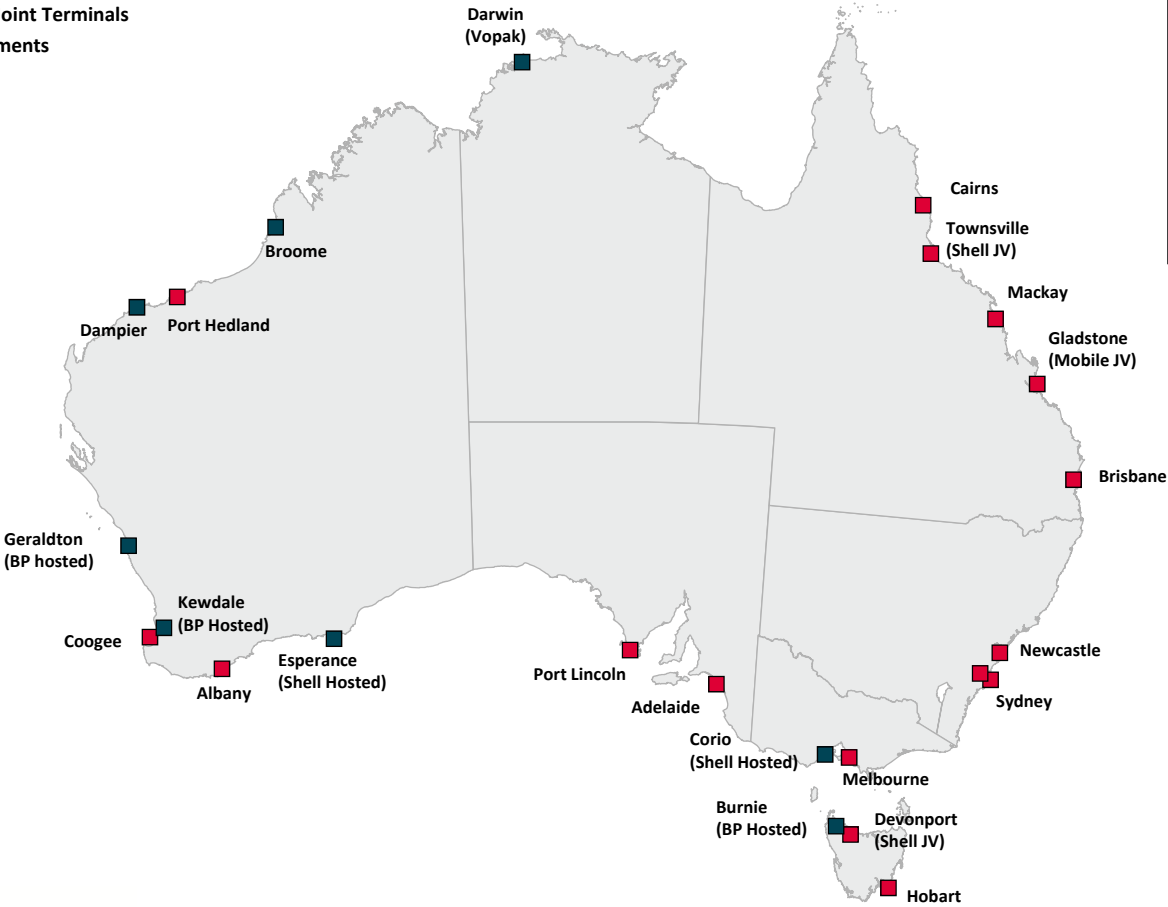 oint Terminals
ments
Darwin
(Vopak)
Cairns
Townsville
(Shell JV)
Broome
Mackay
Dampier
Port Hedland
Gladstone
(Mobile JV)
Brisbane
Geraldton
(BP hosted)
Kewdale
(BP Hosted)
Coogee
Esperance
(Shell Hosted)
Albany
Port Lincoln
Newcastle
Adelaide
Sydney
Corio
(Shell Hosted)
Melbourne
Burnie
(BP Hosted)
Devonport
(Shell JV)
Hobart